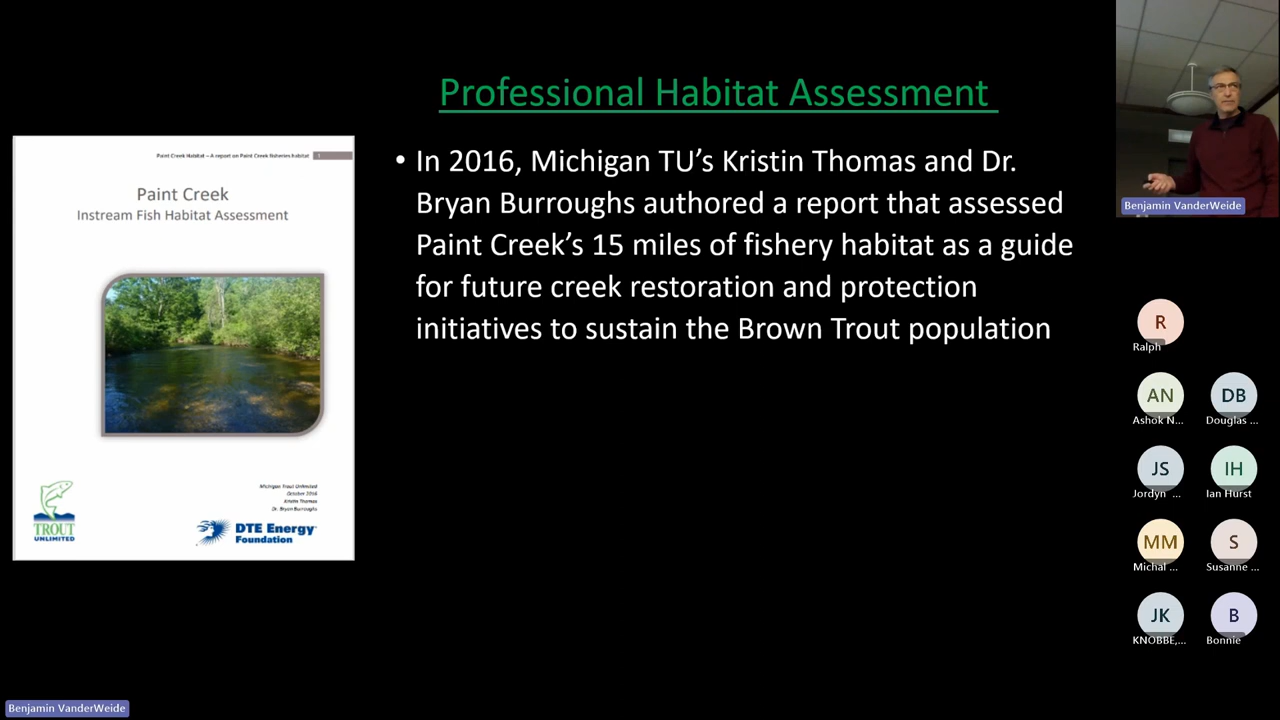 Professional Habitat Assessment
• In 2016, Michigan TU's Kristin Thomas and Dr.
Bryan Burroughs authored a report that assessed
Paint Creek's 15 miles of fishery habitat as a guide
for future creek restoration and protection
initiatives to sustain the Brown Trout population
Paint Creek Habitat – A report on Paint Creek fisheries habitat 1
Paint Creek
Instream Fish Habitat Assessment
Michigan Trout Unlimited
October 2016
Kristin Thomas
Dr. Bryan Burroughs
TROUT
UNLIMITED
DTE Energy
Foundation
Benjamin VanderWeide
R
Ralph
AN
Ashok N...
DB
Douglas ...
JS
Jordyn ...
IH
Ian Hurst
MM
Michal ...
S
Susanne ...
JK
KNOBBE,...
B
Bonnie
Benjamin VanderWeide